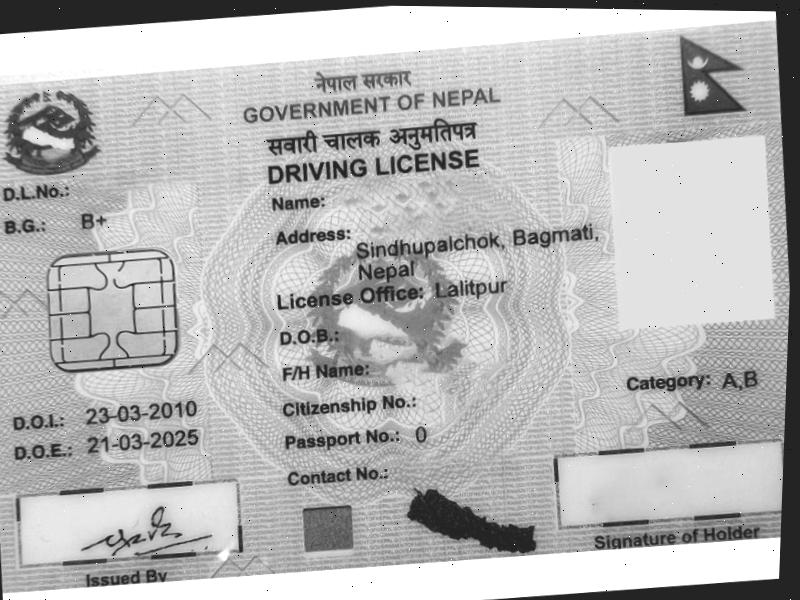 नेपाल सरकार
GOVERNMENT OF NEPAL
सवारी चालक अनुमतिपत्र
DRIVING LICENSE
D.L.No.:
B.G.: B+
Name:
Address: Sindhupalchok, Bagmati,
Nepal
License Office: Lalitpur
D.O.B.:
F/H Name:
Citizenship No.:
Passport No.: 0
Contact No.:
Category: A,B
D.O.I.: 23-03-2010
D.O.E.: 21-03-2025
Issued By
Signature of Holder